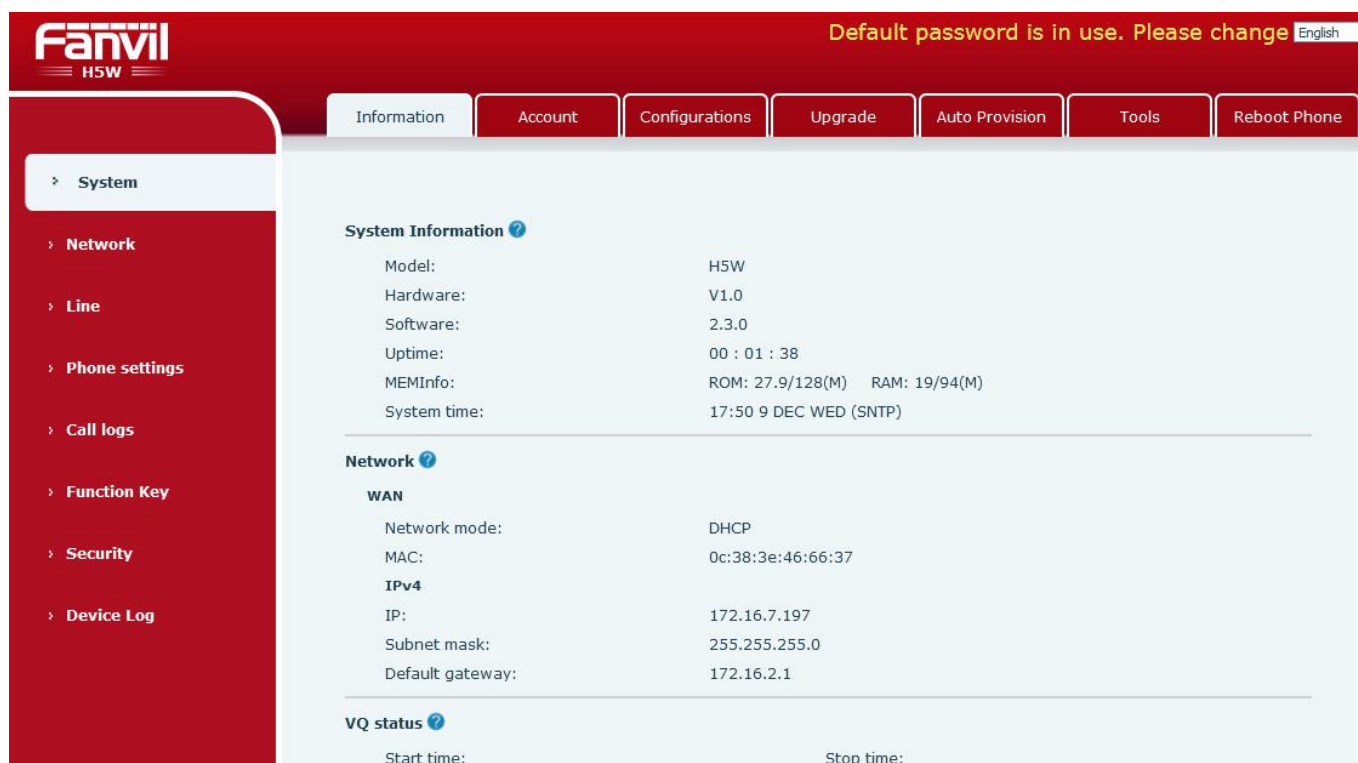 Fanvil
H5W
Default password is in use. Please change
English
Information Account Configurations Upgrade Auto Provision Tools Reboot Phone
System
Network
Line
Phone settings
Call logs
Function Key
Security
Device Log
System Information
Model: H5W
Hardware: V1.0
Software: 2.3.0
Uptime: 00 : 01 : 38
MEMInfo: ROM: 27.9/128(M) RAM: 19/94(M)
System time: 17:50 9 DEC WED (SNTP)
Network
WAN
Network mode: DHCP
MAC: 0c:38:3e:46:66:37
IPv4
IP: 172.16.7.197
Subnet mask: 255.255.255.0
Default gateway: 172.16.2.1
VQ status
Start time: Stop time: